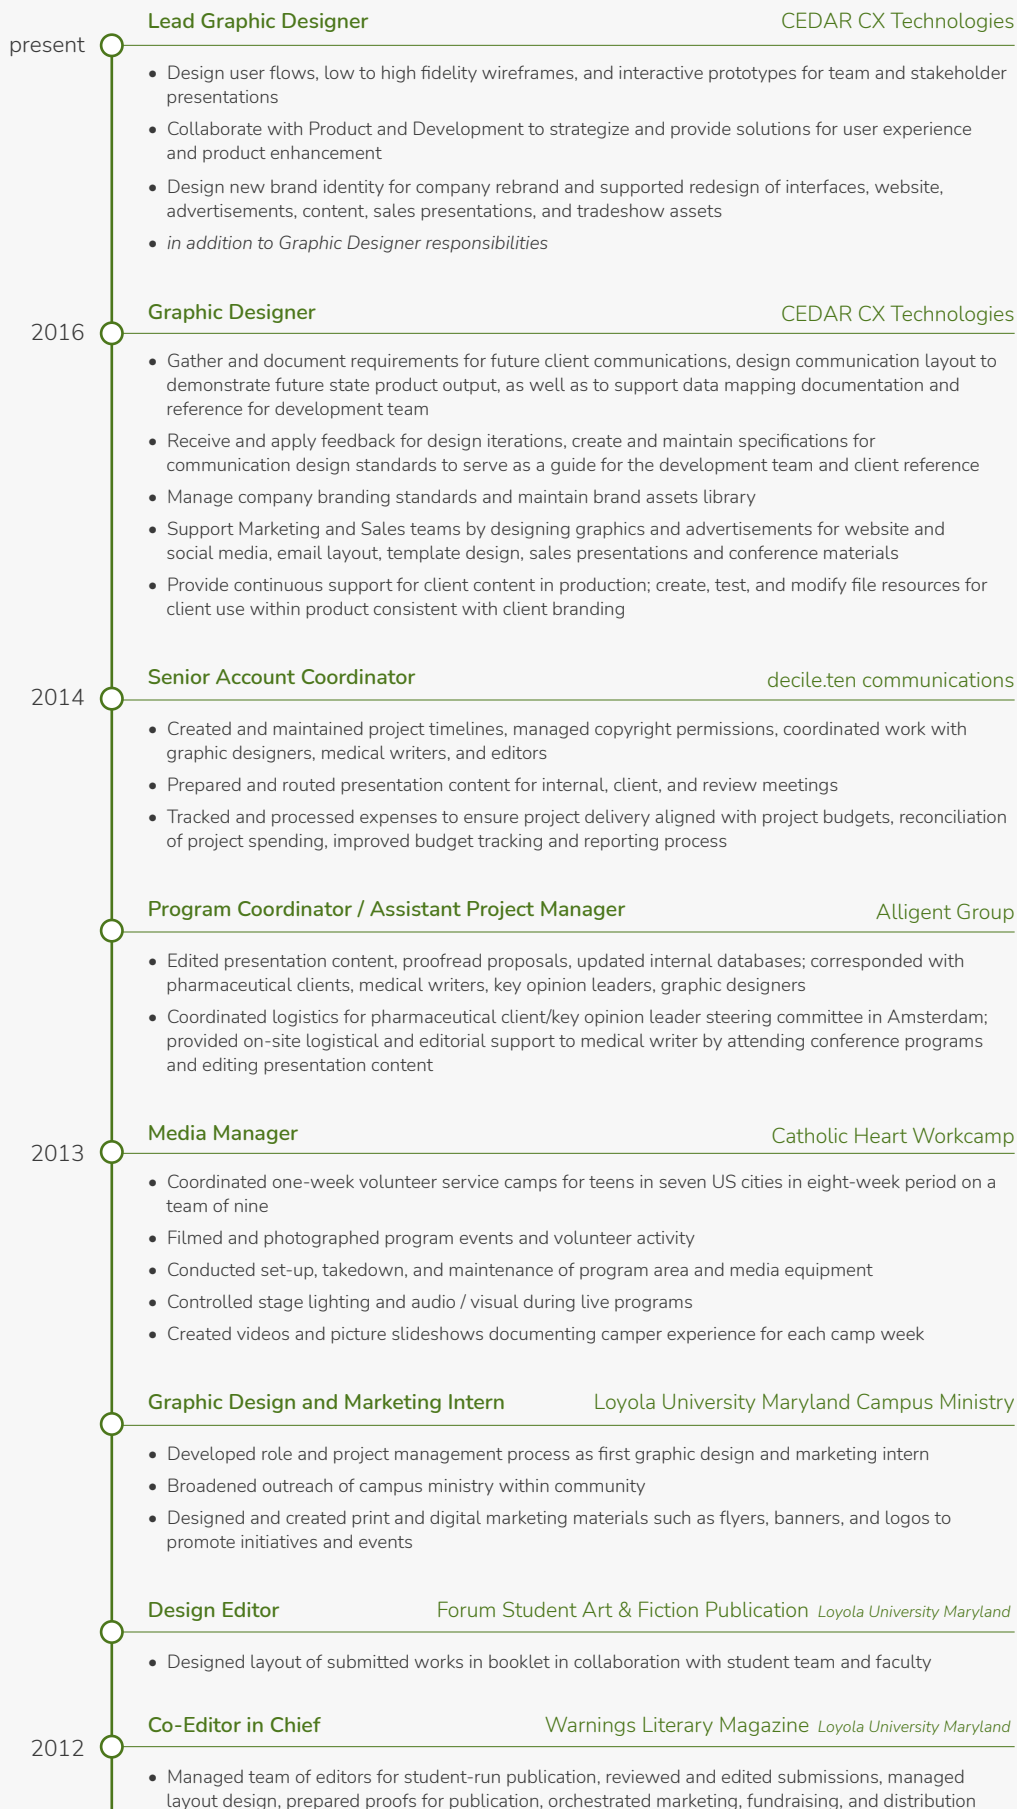 Lead Graphic Designer CEDAR CX Technologies
present
• Design user flows, low to high fidelity wireframes, and interactive prototypes for team and stakeholder
presentations
• Collaborate with Product and Development to strategize and provide solutions for user experience
and product enhancement
• Design new brand identity for company rebrand and supported redesign of interfaces, website,
advertisements, content, sales presentations, and tradeshow assets
• in addition to Graphic Designer responsibilities
Graphic Designer CEDAR CX Technologies
2016
• Gather and document requirements for future client communications, design communication layout to
demonstrate future state product output, as well as to support data mapping documentation and
reference for development team
• Receive and apply feedback for design iterations, create and maintain specifications for
communication design standards to serve as a guide for the development team and client reference
• Manage company branding standards and maintain brand assets library
• Support Marketing and Sales teams by designing graphics and advertisements for website and
social media, email layout, template design, sales presentations and conference materials
• Provide continuous support for client content in production; create, test, and modify file resources for
client use within product consistent with client branding
Senior Account Coordinator decile.ten communications
2014
• Created and maintained project timelines, managed copyright permissions, coordinated work with
graphic designers, medical writers, and editors
• Prepared and routed presentation content for internal, client, and review meetings
• Tracked and processed expenses to ensure project delivery aligned with project budgets, reconciliation
of project spending, improved budget tracking and reporting process
Program Coordinator / Assistant Project Manager Alligent Group
• Edited presentation content, proofread proposals, updated internal databases; corresponded with
pharmaceutical clients, medical writers, key opinion leaders, graphic designers
• Coordinated logistics for pharmaceutical client/key opinion leader steering committee in Amsterdam;
provided on-site logistical and editorial support to medical writer by attending conference programs
and editing presentation content
Media Manager Catholic Heart Workcamp
2013
• Coordinated one-week volunteer service camps for teens in seven US cities in eight-week period on a
team of nine
• Filmed and photographed program events and volunteer activity
• Conducted set-up, takedown, and maintenance of program area and media equipment
• Controlled stage lighting and audio / visual during live programs
• Created videos and picture slideshows documenting camper experience for each camp week
Graphic Design and Marketing Intern Loyola University Maryland Campus Ministry
• Developed role and project management process as first graphic design and marketing intern
• Broadened outreach of campus ministry within community
• Designed and created print and digital marketing materials such as flyers, banners, and logos to
promote initiatives and events
Design Editor Forum Student Art & Fiction Publication Loyola University Maryland
• Designed layout of submitted works in booklet in collaboration with student team and faculty
Co-Editor in Chief Warnings Literary Magazine Loyola University Maryland
2012
• Managed team of editors for student-run publication, reviewed and edited submissions, managed
layout design, prepared proofs for publication, orchestrated marketing, fundraising, and distribution